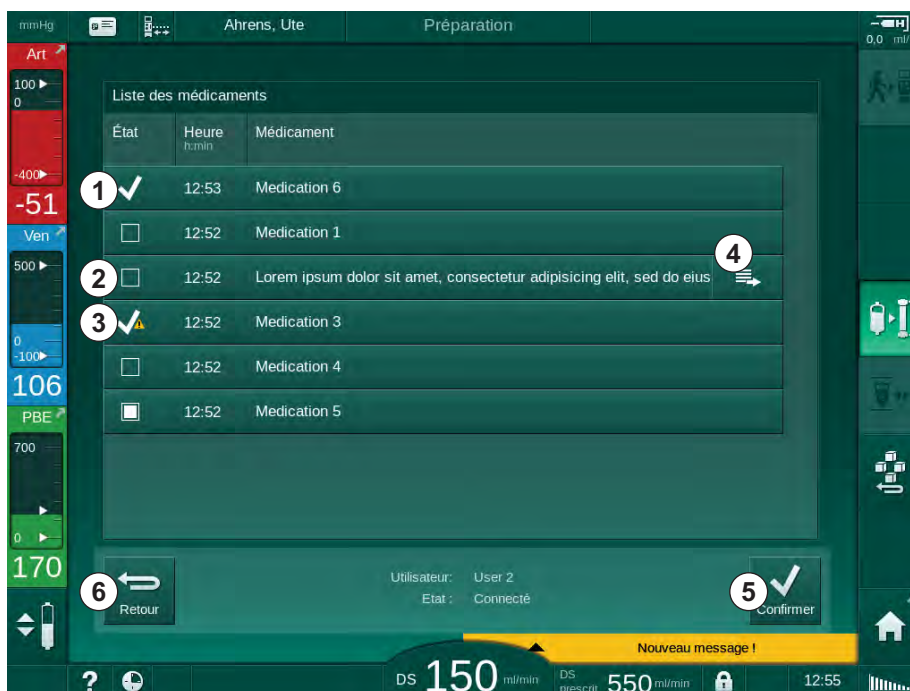 mmHg
Ahrens, Ute
Préparation
0,0 ml/
Art
100
0
-400
-51
Ven
500
0
-100
106
PBE
700
0
170
Liste des médicaments
État Heure Médicament
h:min
1 12:53 Medication 6
12:52 Medication 1
2 12:52 Lorem ipsum dolor sit amet, consectetur adipisicing elit, sed do eius 4
3 12:52 Medication 3
12:52 Medication 4
12:52 Medication 5
6 Retour
Utilisateur: User 2
Etat : Connecté
5 Confirmer
Nouveau message !
? DS 150 ml/min DS prescrit 550 ml/min 12:55